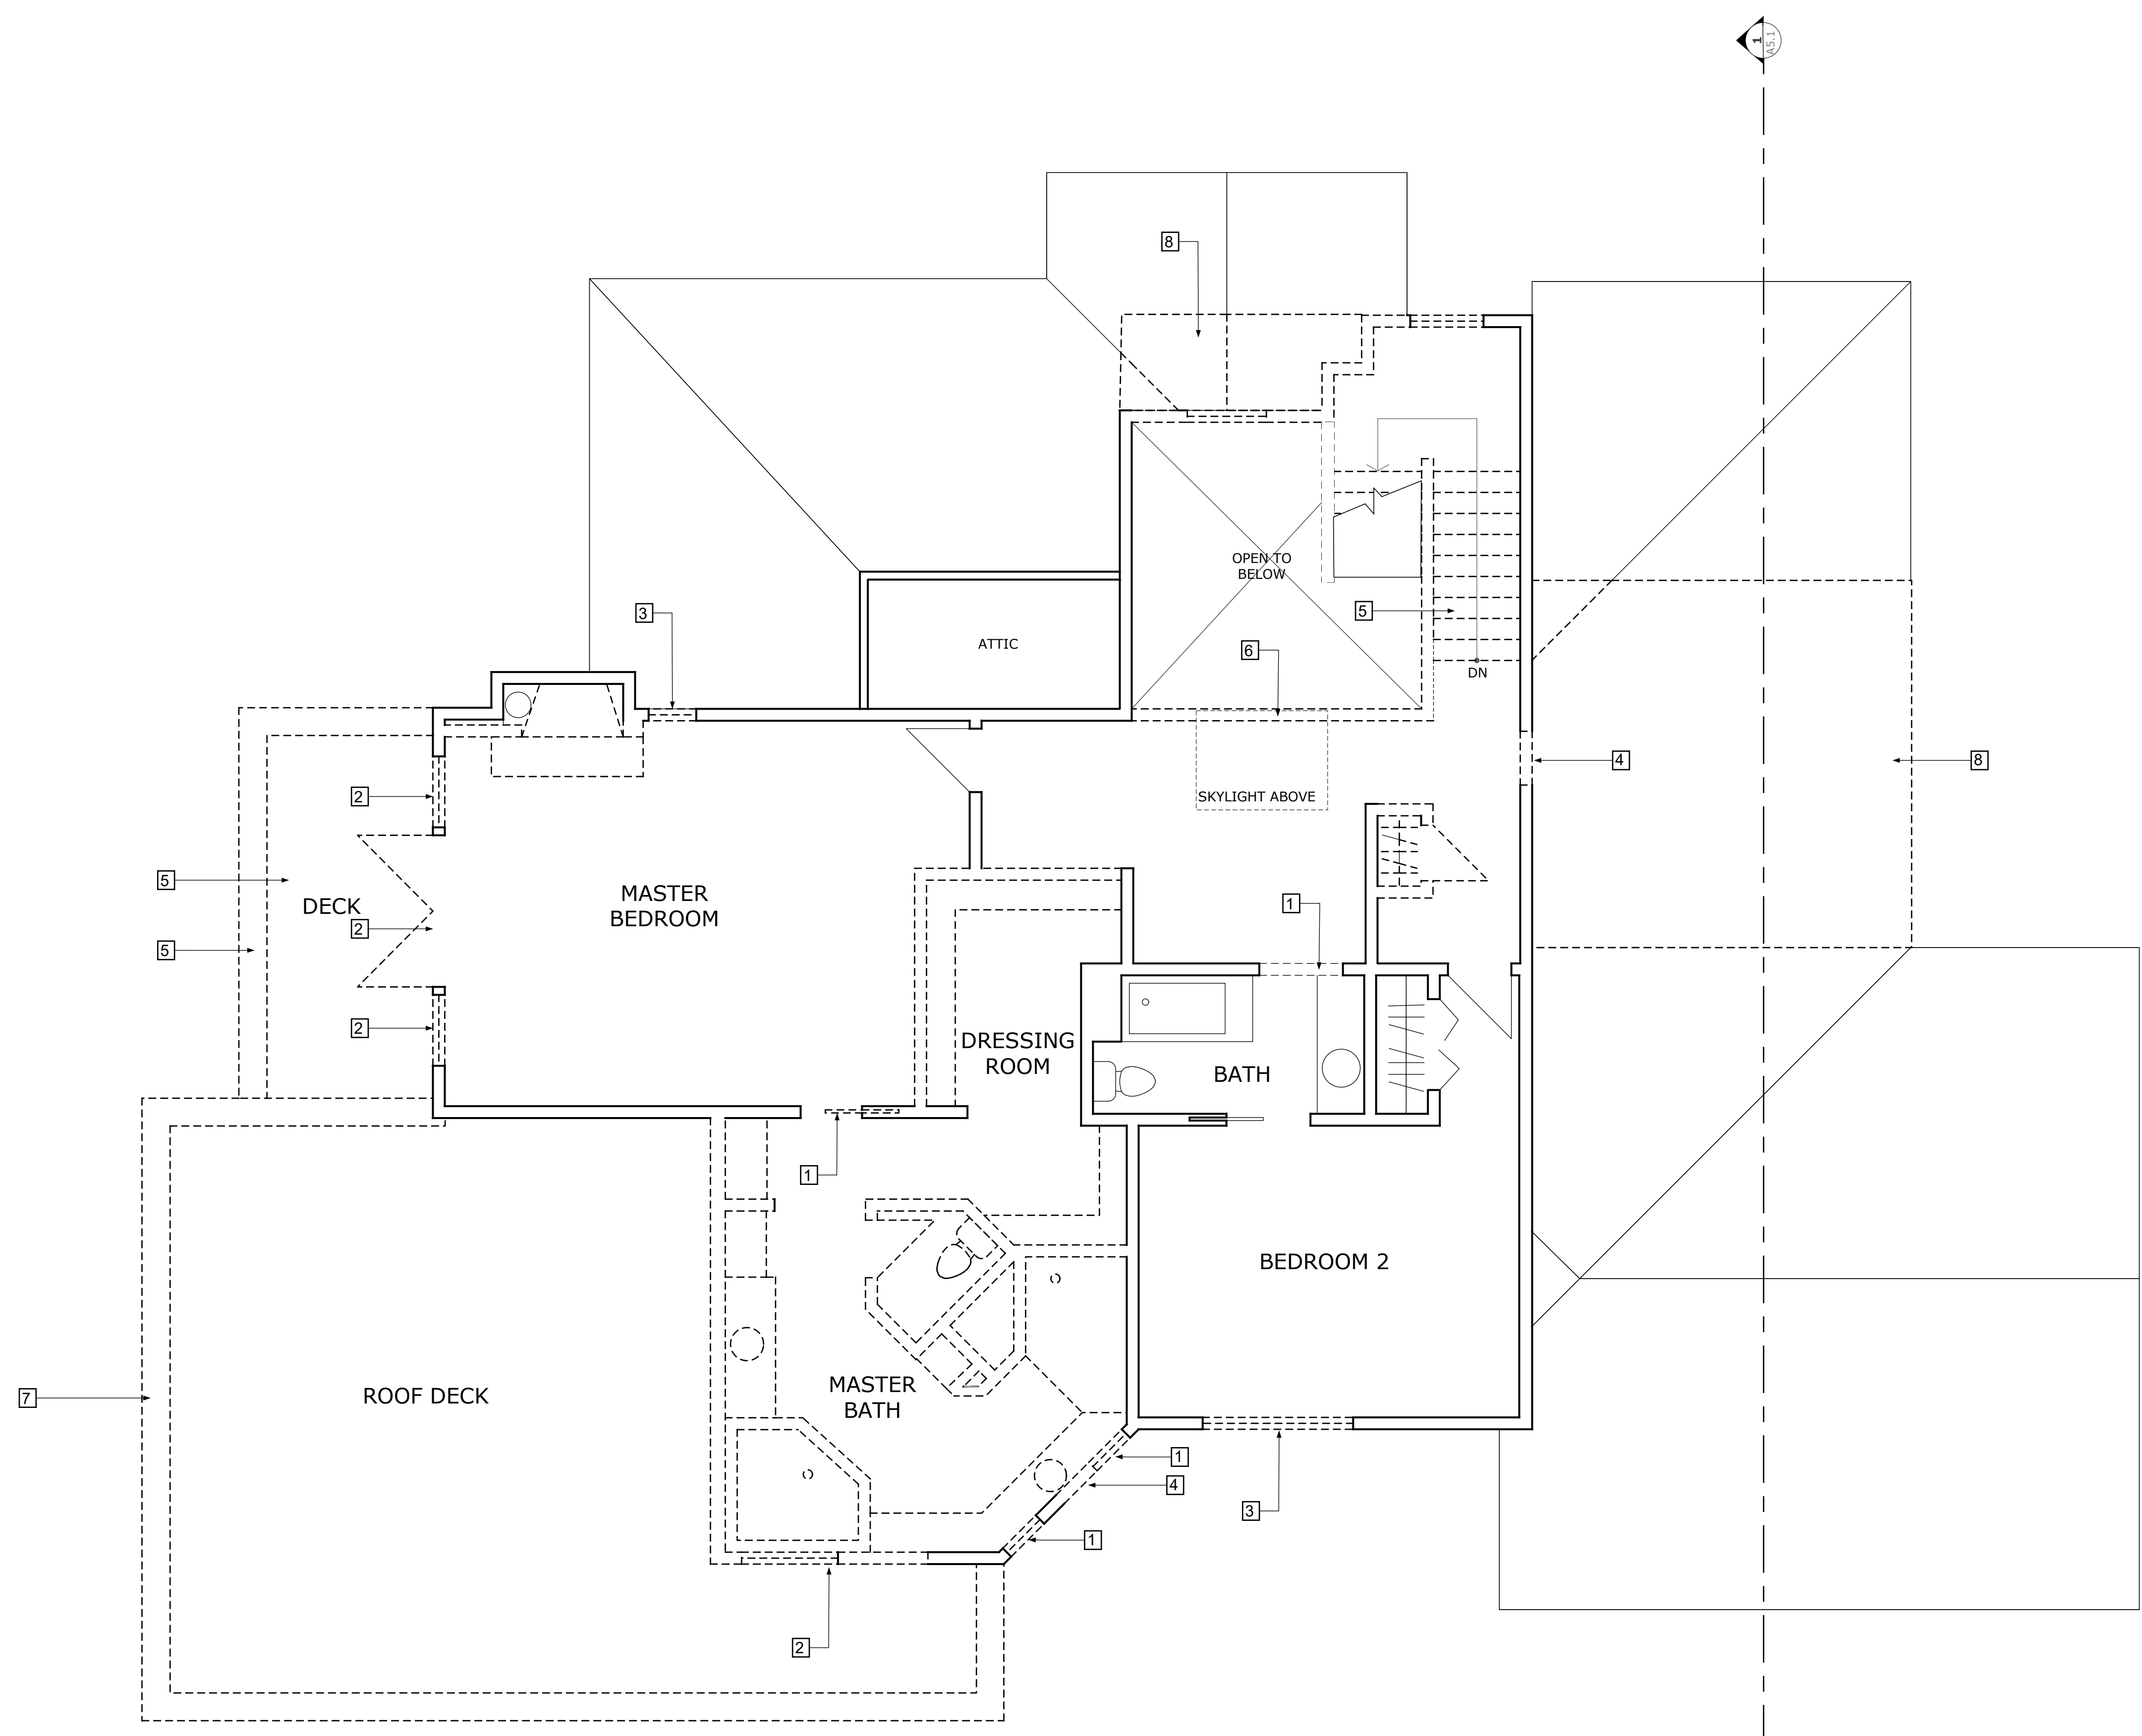 1
A5.1
8
OPEN TO
BELOW
3
5
ATTIC
6
DN
2
SKYLIGHT ABOVE
4
8
5
MASTER
BEDROOM
DECK
1
2
5
2
DRESSING
ROOM
BATH
1
BEDROOM 2
7
ROOF DECK
MASTER
BATH
1
4
3
1
2